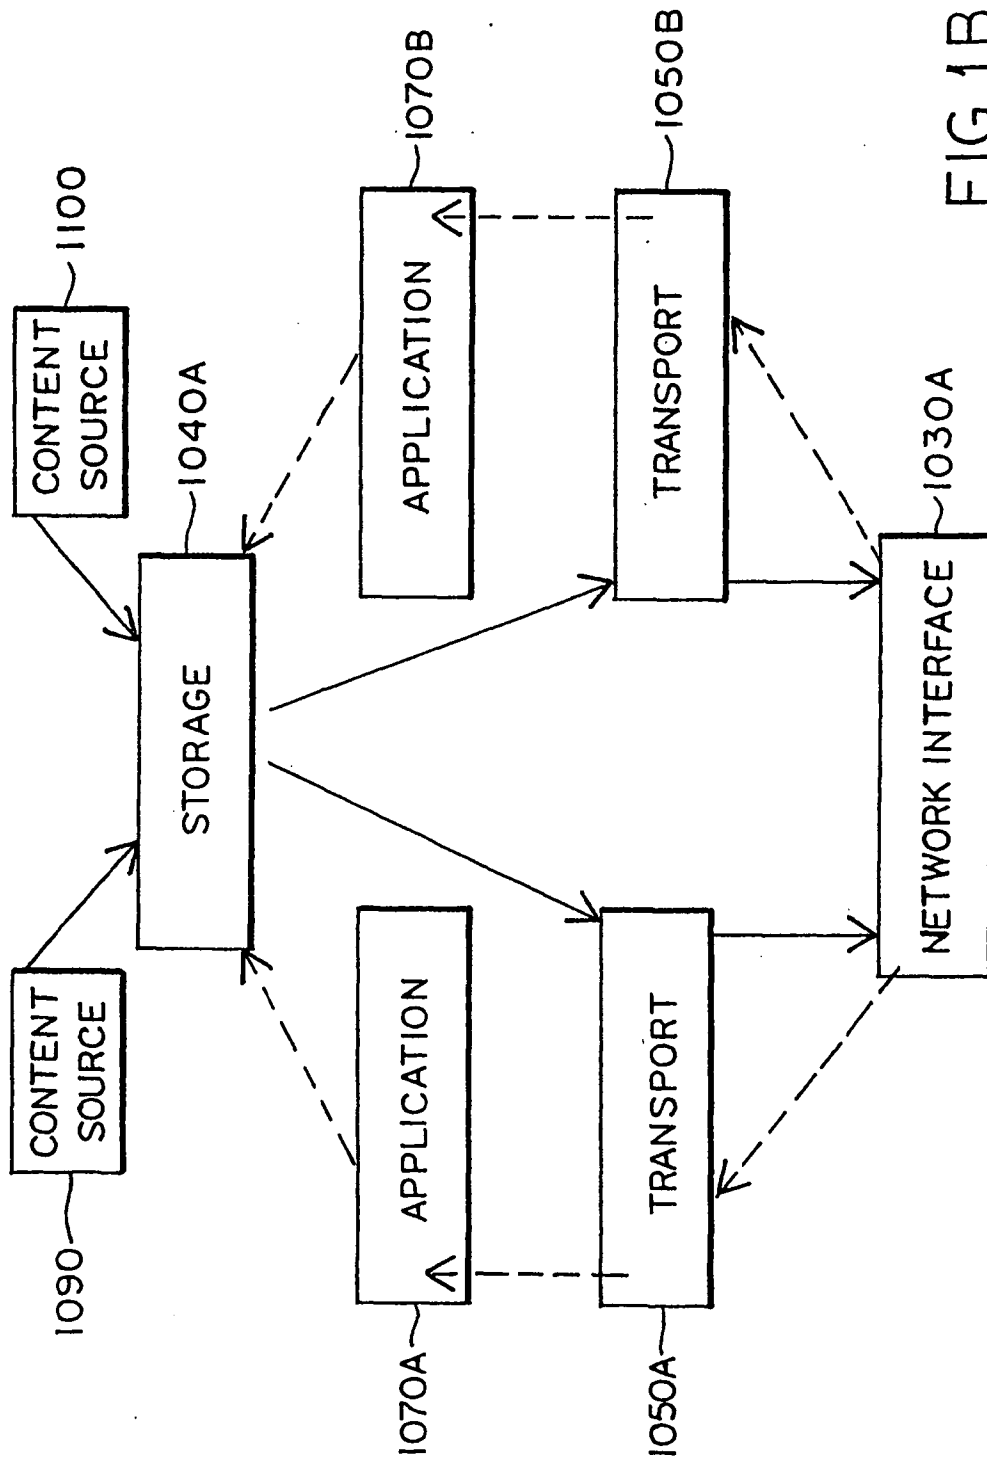 1090
CONTENT
SOURCE
CONTENT
SOURCE
1100
STORAGE
1040A
1070A
APPLICATION
APPLICATION
1070B
1050A
TRANSPORT
TRANSPORT
1050B
NETWORK INTERFACE
1030A
FIG. 1B